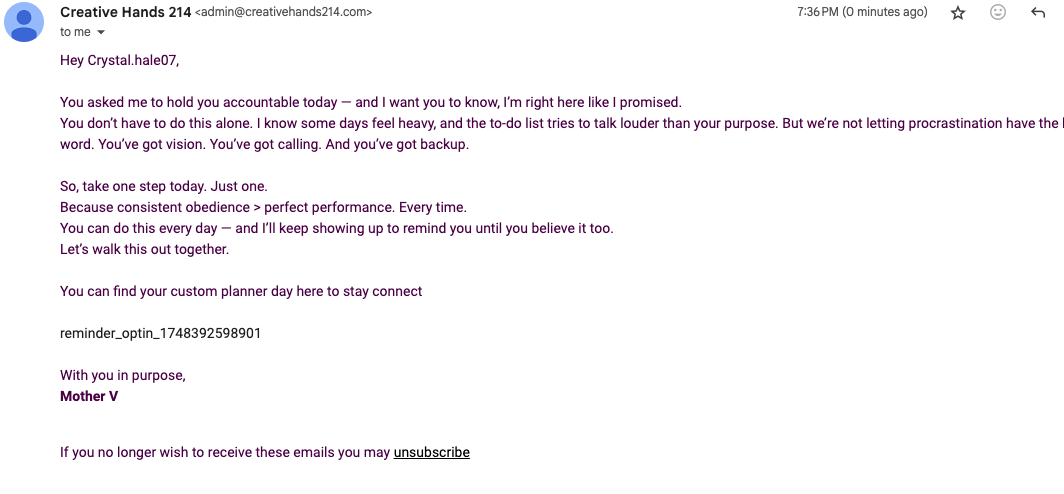 Creative Hands 214 <admin@creativehands214.com> 7:36 PM (0 minutes ago)
to me
Hey Crystal.hale07,
You asked me to hold you accountable today — and I want you to know, I'm right here like I promised.
You don't have to do this alone. I know some days feel heavy, and the to-do list tries to talk louder than your purpose. But we're not letting procrastination have the
word. You've got vision. You've got calling. And you've got backup.
So, take one step today. Just one.
Because consistent obedience > perfect performance. Every time.
You can do this every day — and I'll keep showing up to remind you until you believe it too.
Let's walk this out together.
You can find your custom planner day here to stay connect
reminder_optin_1748392598901
With you in purpose,
Mother V
If you no longer wish to receive these emails you may unsubscribe